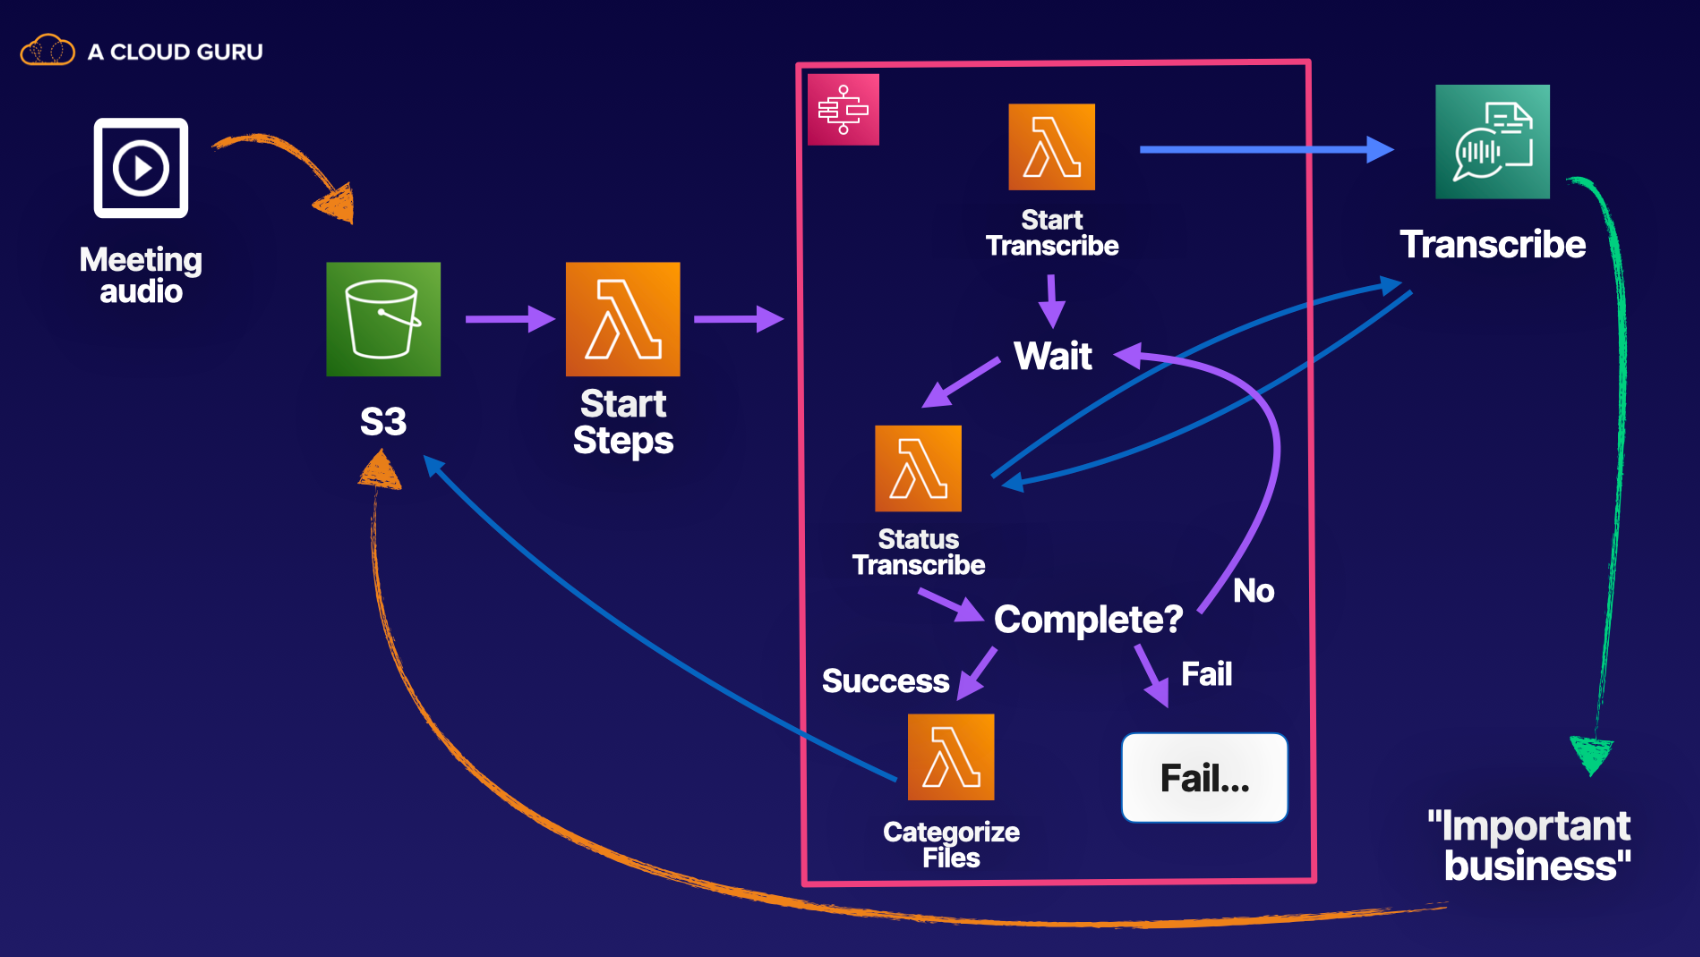 A CLOUD GURU
Meeting
audio
S3
Start
Steps
Start
Transcribe
Wait
Status
Transcribe
Complete?
No
Success
Fail
Categorize
Files
Fail...
Transcribe
"Important
business"